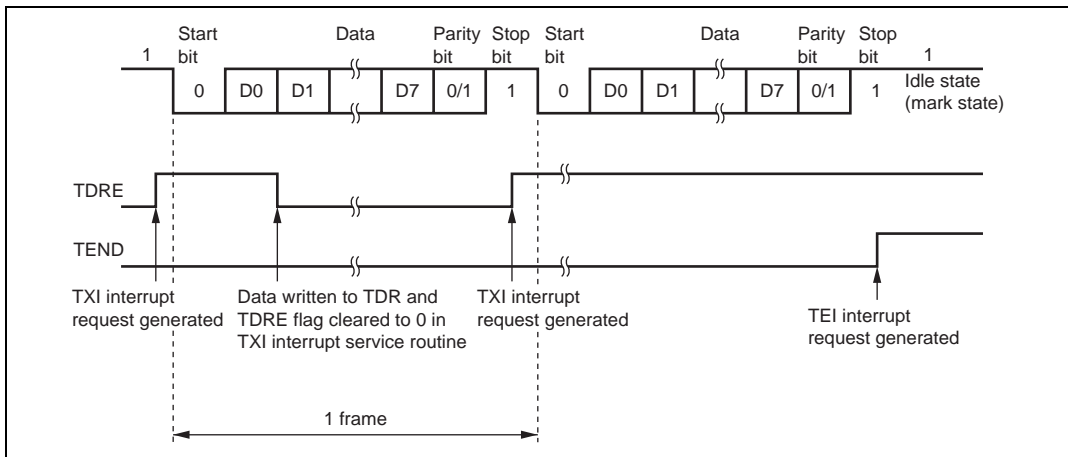 Start Data Parity Stop Start Data Parity Stop
1 bit bit bit bit bit bit 1
0 D0 D1 D7 0/1 1 0 D0 D1 D7 0/1 1 Idle state
(mark state)
TDRE
TEND
TXI interrupt
request generated
Data written to TDR and
TDRE flag cleared to 0 in
TXI interrupt service routine
TXI interrupt
request generated
TEI interrupt
request generated
1 frame